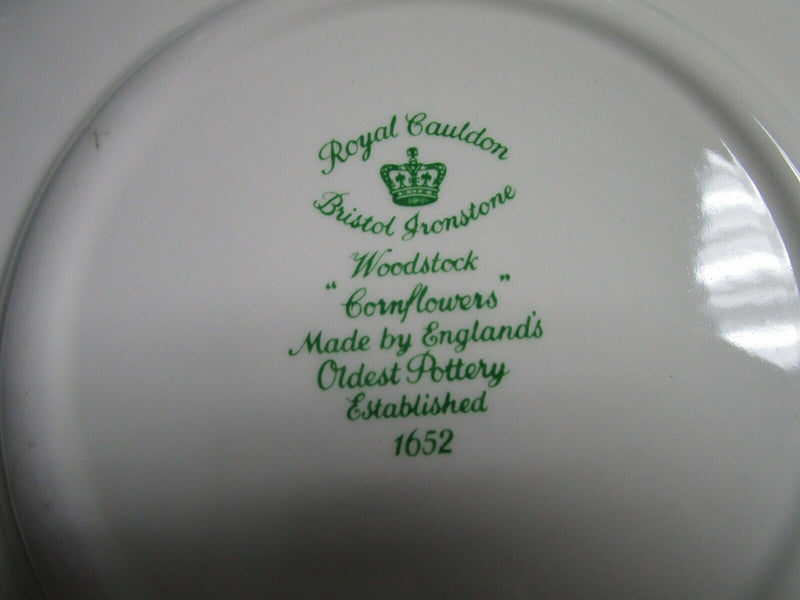 Royal Cauldon
Bristol Ironstone
Woodstock
"Cornflowers"
Made by England's
Oldest Pottery
Established
1652